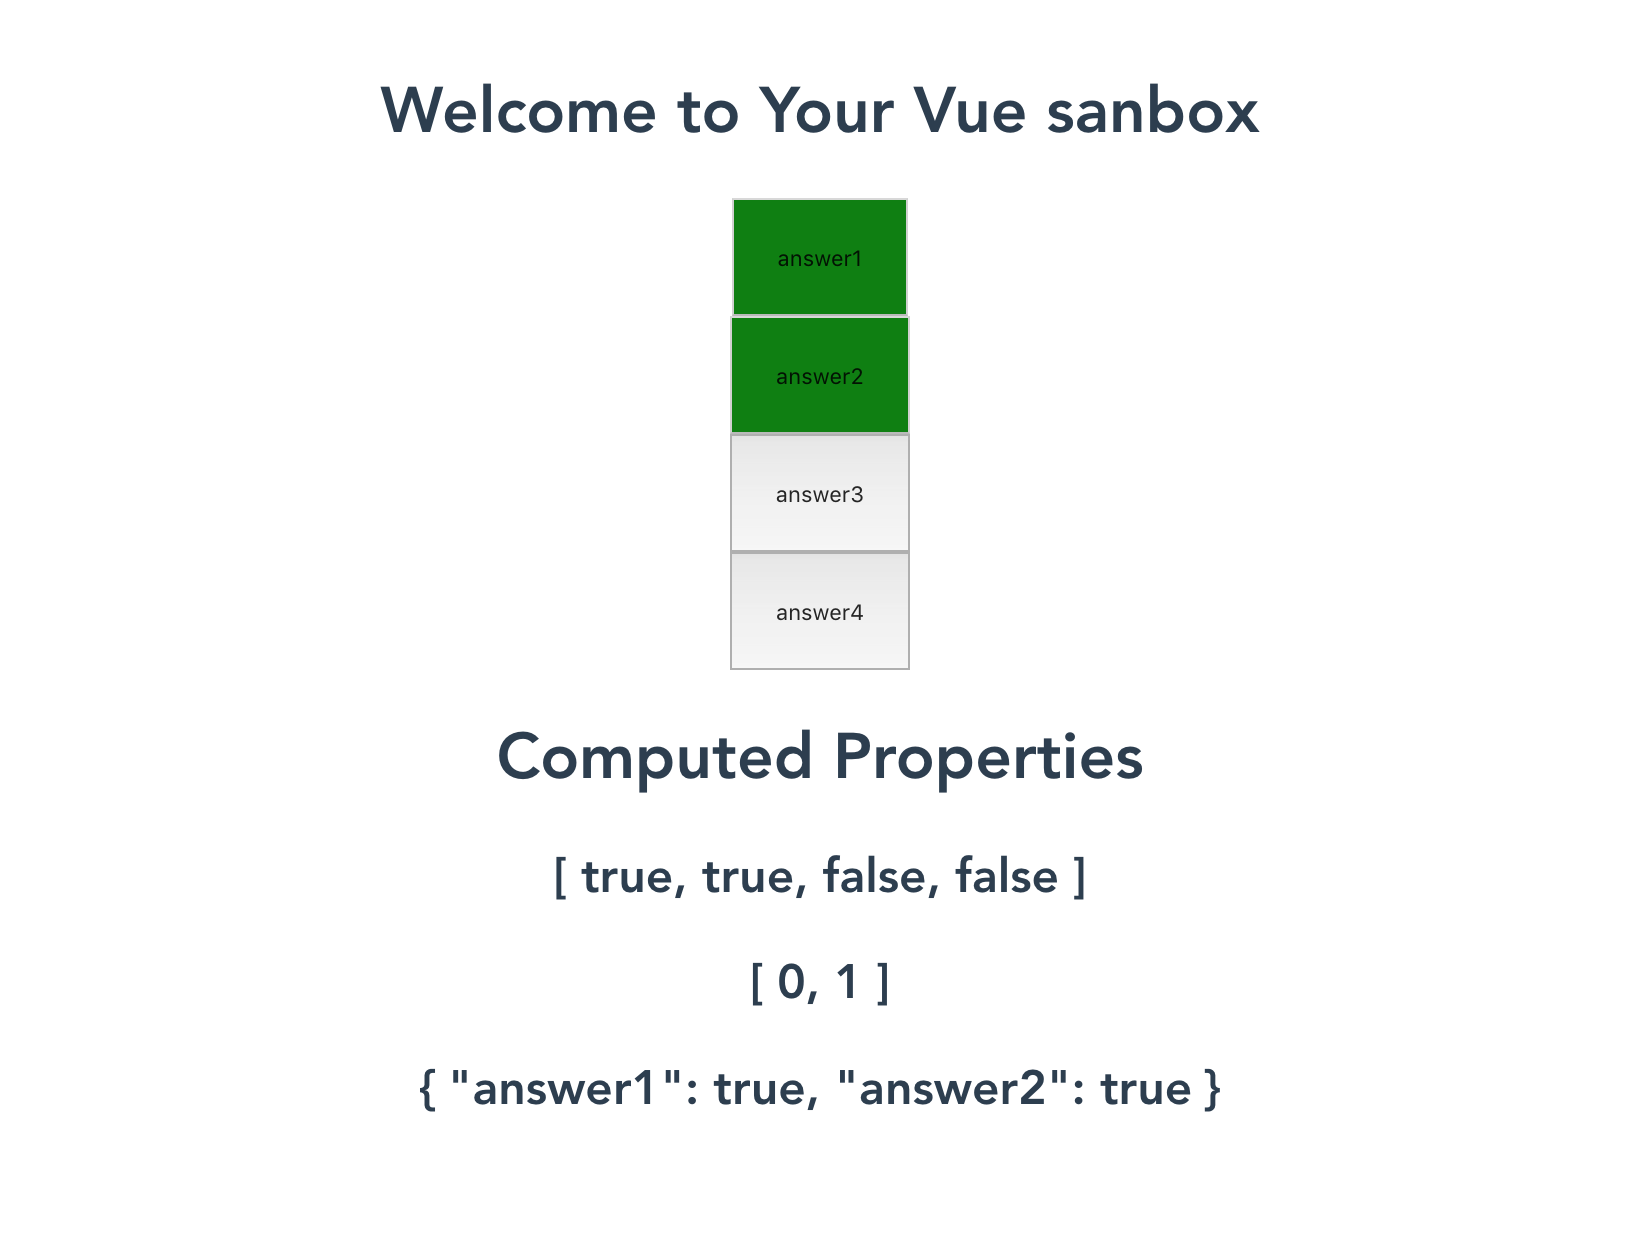 Welcome to Your Vue sanbox
answer1
answer2
answer3
answer4
Computed Properties
[ true, true, false, false ]
[ 0, 1 ]
{ "answer1": true, "answer2": true }